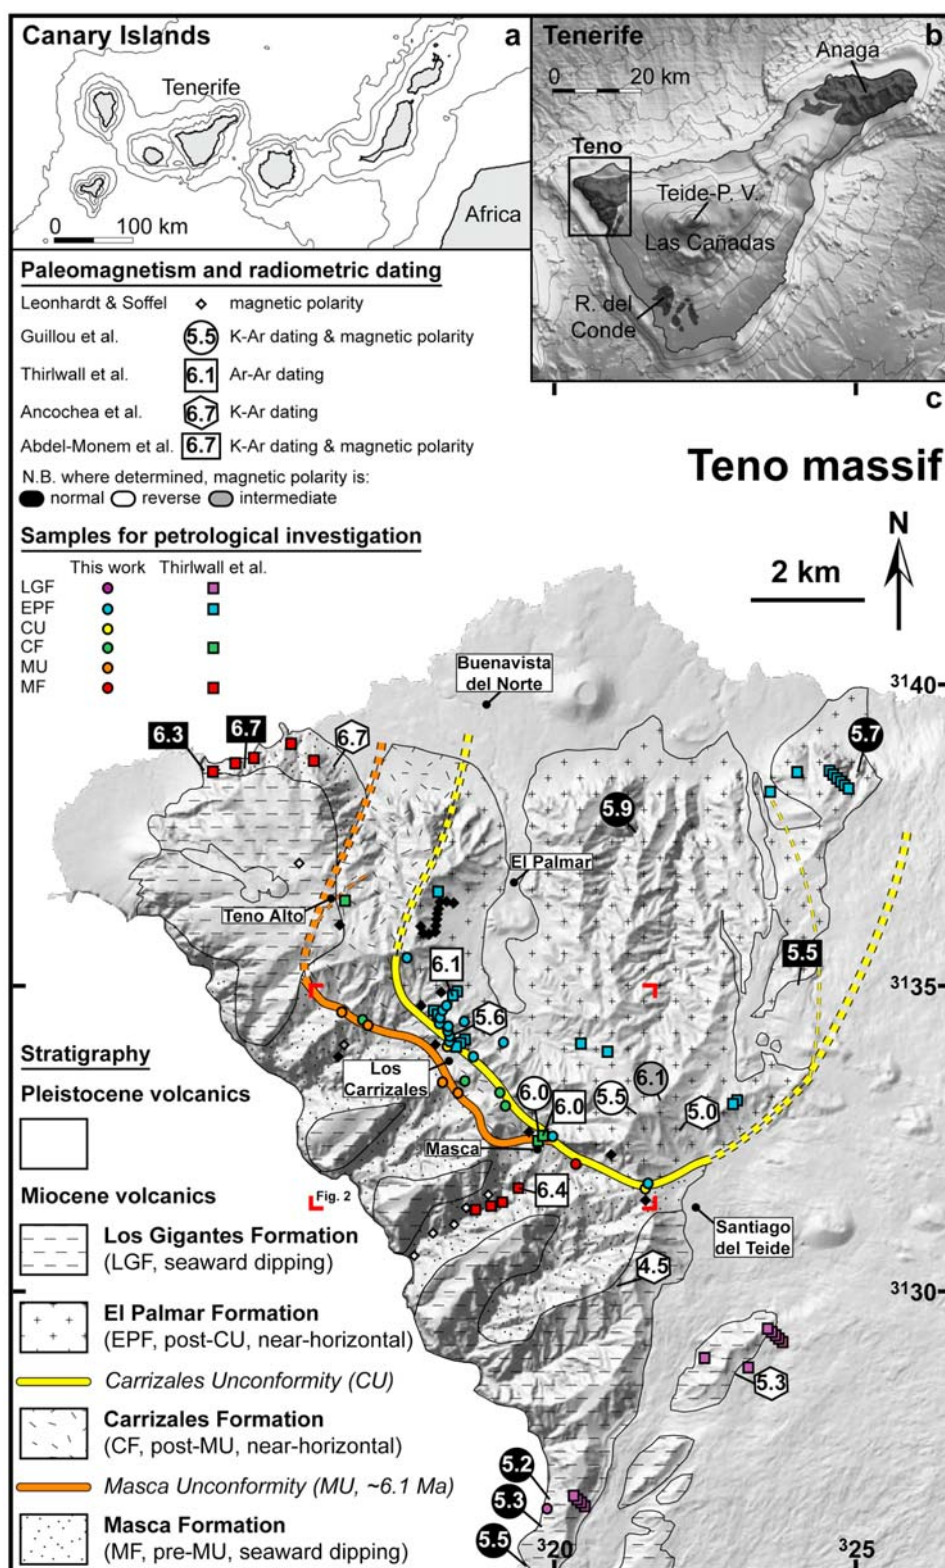 Canary Islands
a
Tenerife
0
100 km
Africa
Tenerife
b
0
20 km
Anaga
Teno
Teide-P. V.
Las Cañadas
R. del
Conde
c
Paleomagnetism and radiometric dating
Leonhardt & Soffel
magnetic polarity
Guillou et al.
5.5
K-Ar dating & magnetic polarity
Thirlwall et al.
6.1
Ar-Ar dating
Ancochea et al.
6.7
K-Ar dating
Abdel-Monem et al.
6.7
K-Ar dating & magnetic polarity
N.B. where determined, magnetic polarity is:
normal
reverse
intermediate
Samples for petrological investigation
This work
Thirlwall et al.
LGF
EPF
CU
CF
MU
MF
Teno massif
N
2 km
Buenavista
del Norte
3140
6.3
6.7
6.7
5.7
5.9
El Palmar
Teno Alto
5.5
6.1
3135
5.6
Los
Carrizales
6.0
6.0
5.5
6.1
5.0
Masca
6.4
Fig. 2
Santiago
del Teide
4.5
3130
5.3
5.2
5.3
5.5
320
325
Stratigraphy
Pleistocene volcanics
Miocene volcanics
Los Gigantes Formation
(LGF, seaward dipping)
El Palmar Formation
(EPF, post-CU, near-horizontal)
Carrizales Unconformity (CU)
Carrizales Formation
(CF, post-MU, near-horizontal)
Masca Unconformity (MU, ~6.1 Ma)
Masca Formation
(MF, pre-MU, seaward dipping)